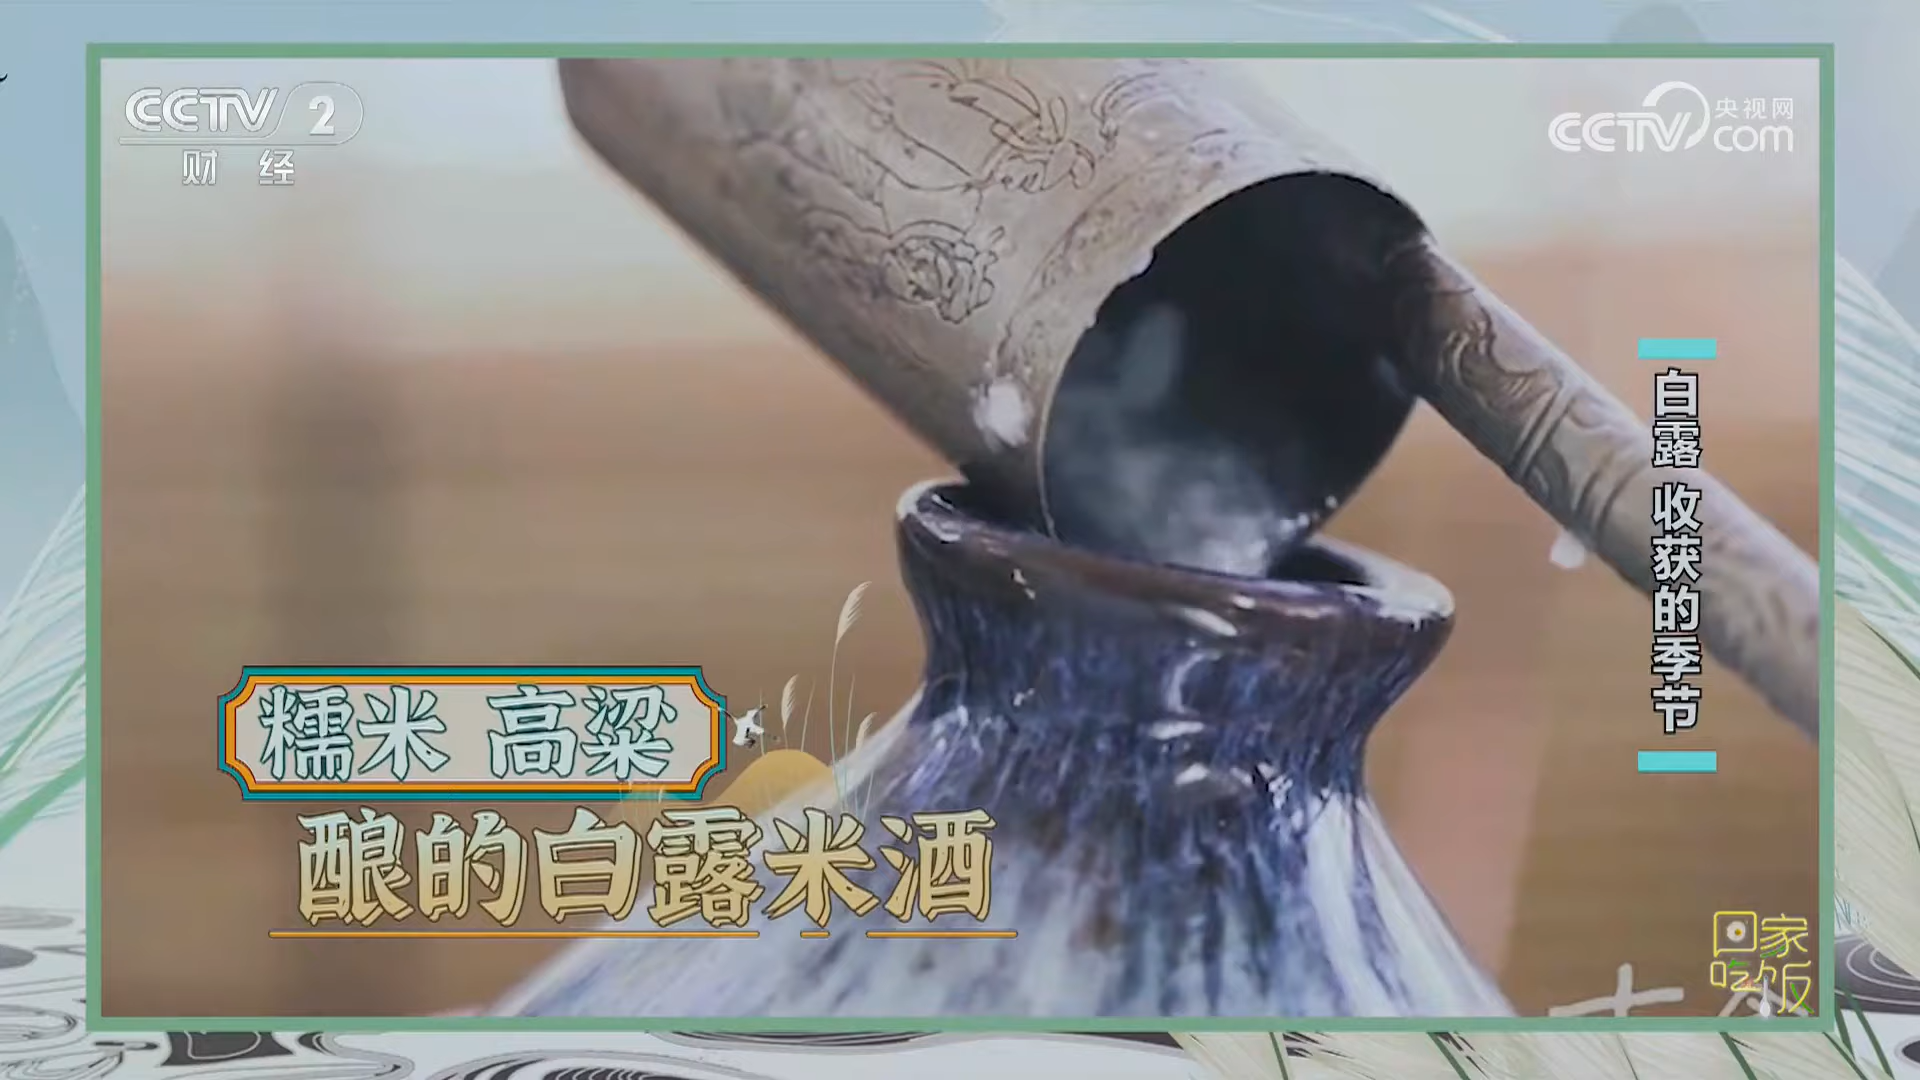 CCTV 2
财经
CCTV 央视网
com
白露 收获的季节
糯米 高粱
酿的白露米酒
回家
吃饭